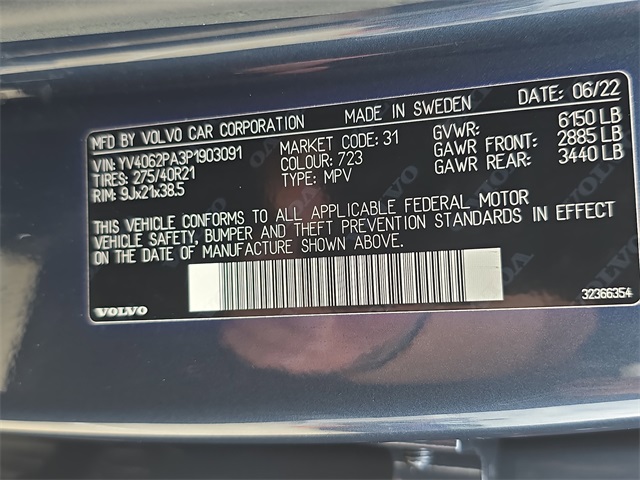 MFD BY VOLVO CAR CORPORATION MADE IN SWEDEN DATE: 06/22
VIN: YV4062PA3P1903091 MARKET CODE: 31 GVWR: 6150 LB
TIRES: 275/40R21 COLOUR: 723 GAWR FRONT: 2885 LB
RIM: 9Jx21x38.5 TYPE: MPV GAWR REAR: 3440 LB
THIS VEHICLE CONFORMS TO ALL APPLICABLE FEDERAL MOTOR
VEHICLE SAFETY, BUMPER AND THEFT PREVENTION STANDARDS IN EFFECT
ON THE DATE OF MANUFACTURE SHOWN ABOVE.
VOLVO 32366354